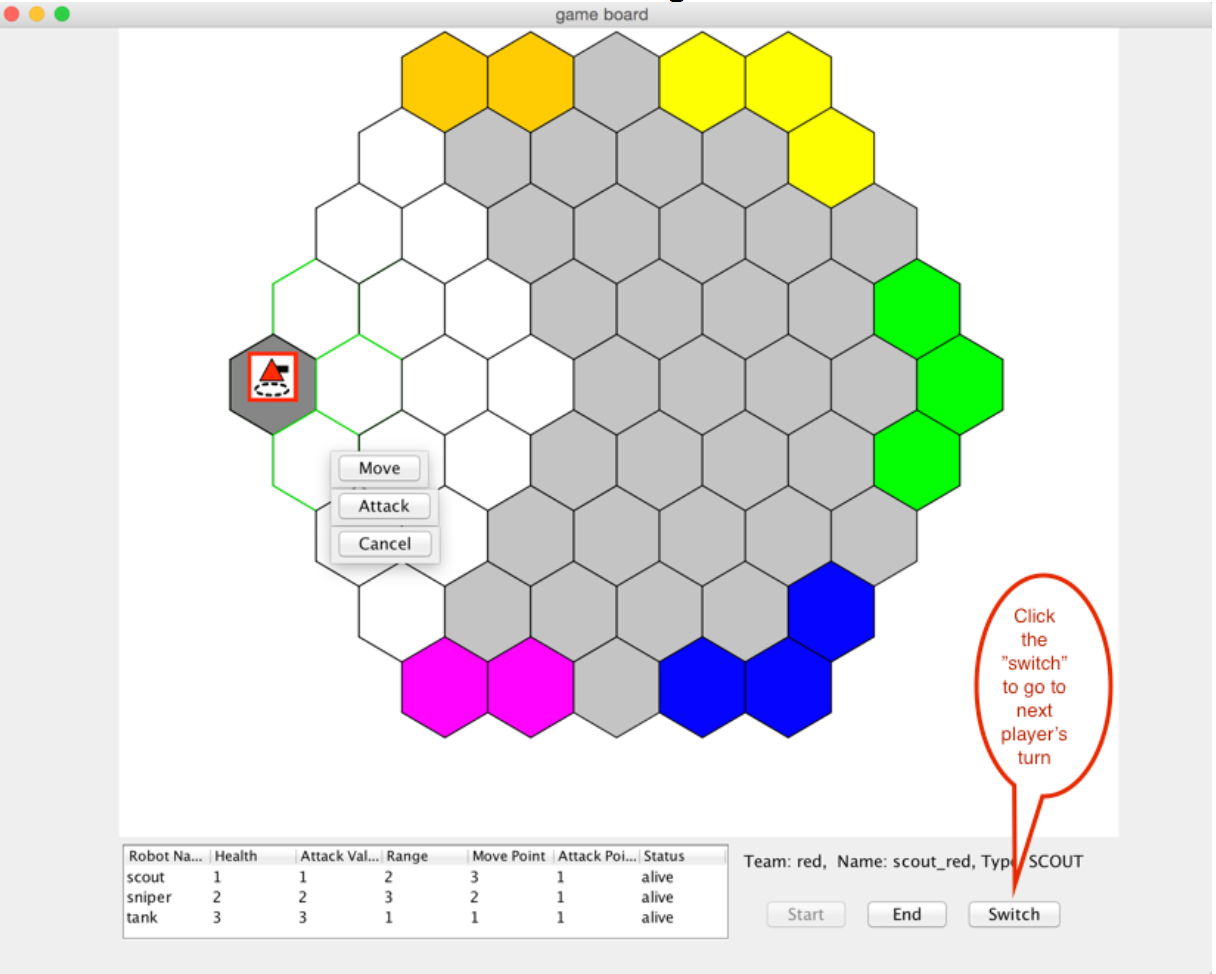 game board
Move
Attack
Cancel
Click
the
”switch”
to go to
next
player’s
turn
Robot Na... Health Attack Val... Range Move Point Attack Poi... Status
scout 1 1 2 3 1 alive
sniper 2 2 3 2 1 alive
tank 3 3 1 1 1 alive
Team: red, Name: scout_red, Type SCOUT
Start End Switch